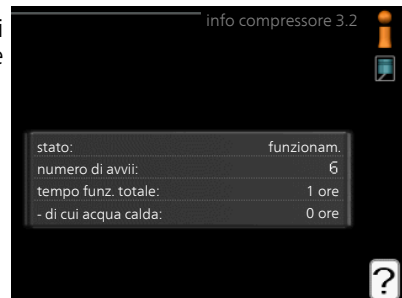 info compressore 3.2
i
e
stato: funzionam.
numero di avvii: 6
tempo funz. totale: 1 ore
- di cui acqua calda: 0 ore
?